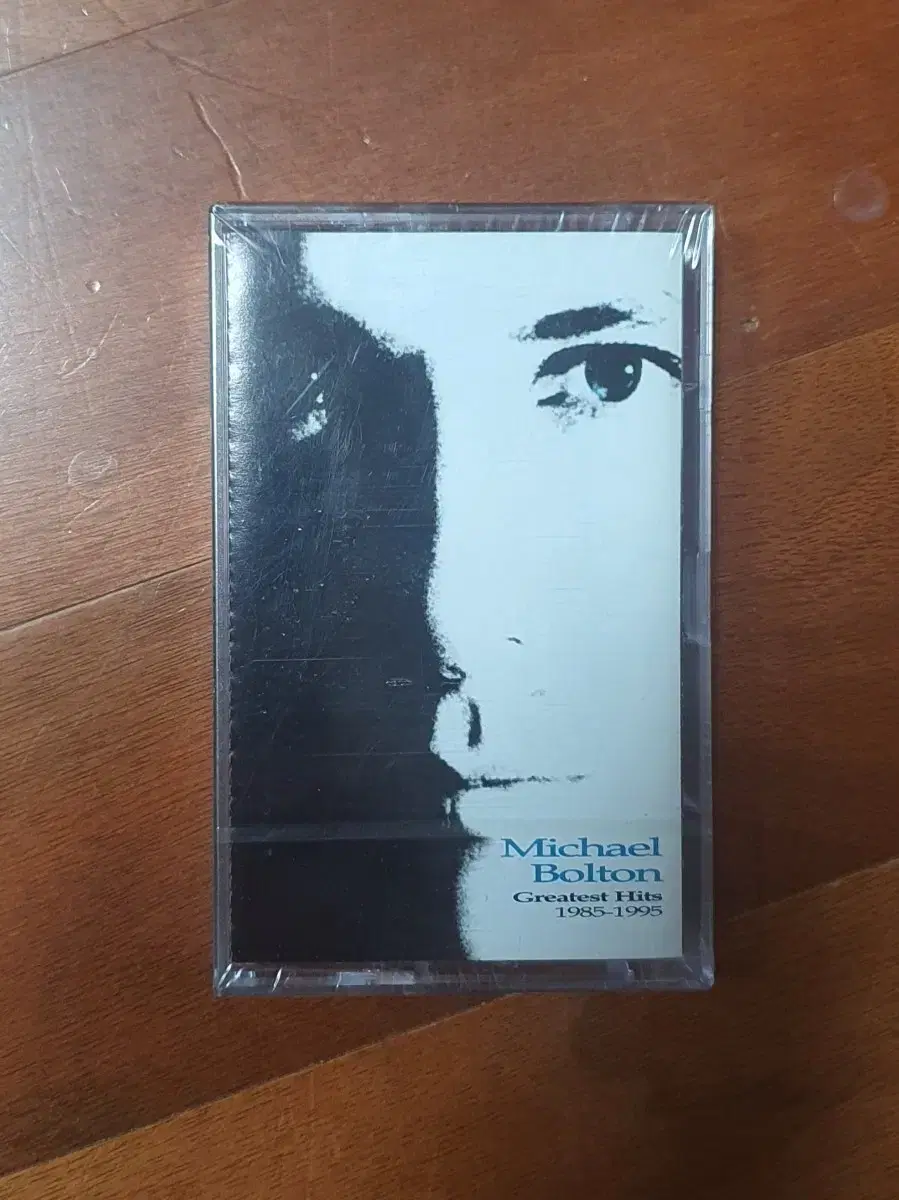 Michael
Bolton
Greatest Hits
1985-1995